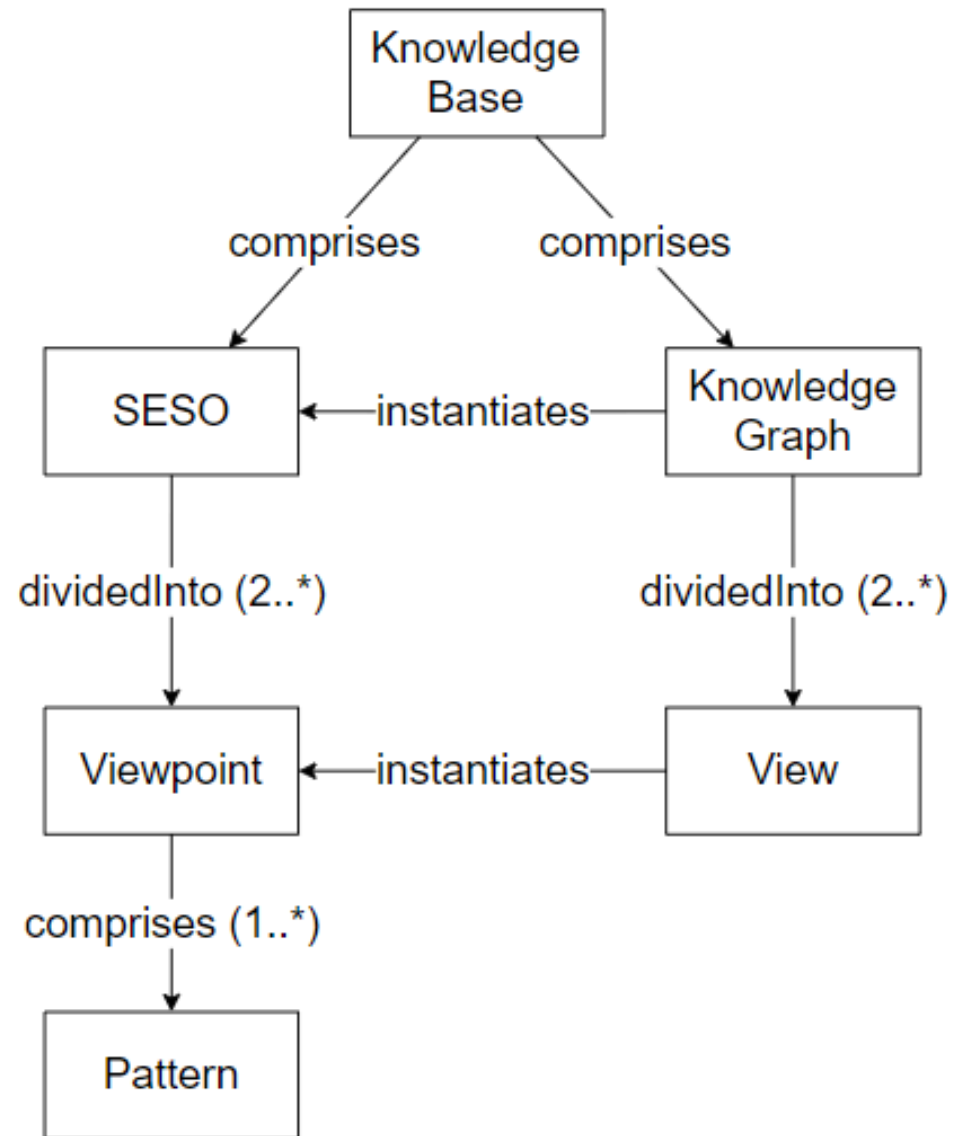 Knowledge
Base
comprises
comprises
SESO
instantiates
Knowledge
Graph
dividedInto (2..*)
dividedInto (2..*)
Viewpoint
instantiates
View
comprises (1..*)
Pattern